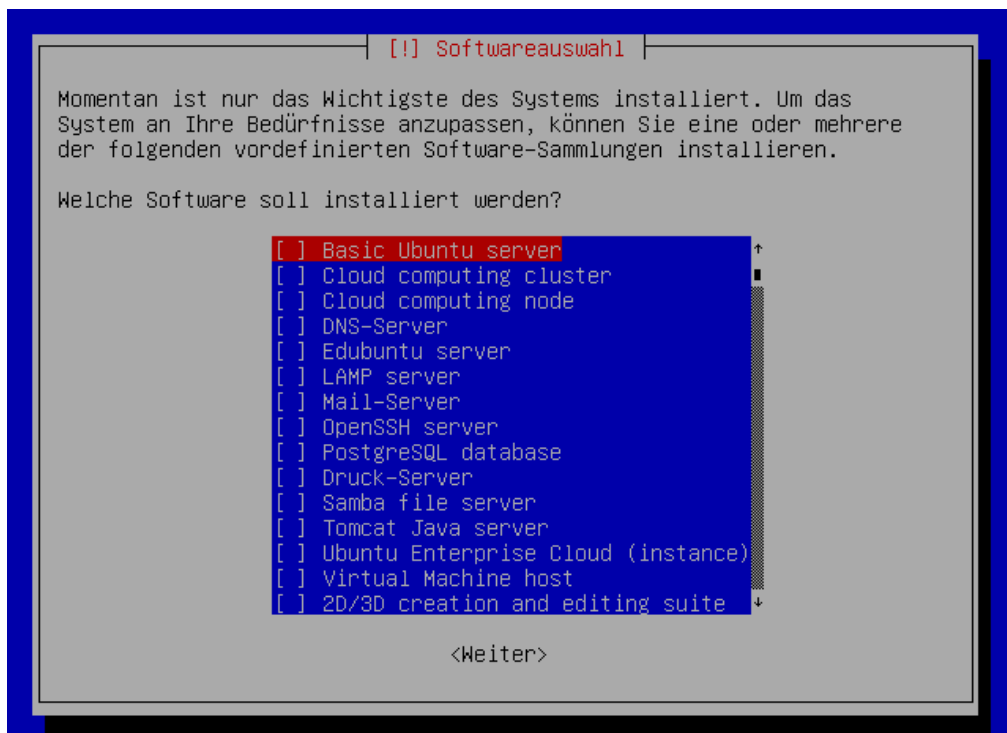 [!] Softwareauswahl
Momentan ist nur das Wichtigste des Systems installiert. Um das
System an Ihre Bedürfnisse anzupassen, können Sie eine oder mehrere
der folgenden vordefinierten Software-Sammlungen installieren.
Welche Software soll installiert werden?
[ ] Basic Ubuntu server
[ ] Cloud computing cluster
[ ] Cloud computing node
[ ] DNS-Server
[ ] Edubuntu server
[ ] LAMP server
[ ] Mail-Server
[ ] OpenSSH server
[ ] PostgreSQL database
[ ] Druck-Server
[ ] Samba file server
[ ] Tomcat Java server
[ ] Ubuntu Enterprise Cloud (instance)
[ ] Virtual Machine host
[ ] 2D/3D creation and editing suite
<Weiter>